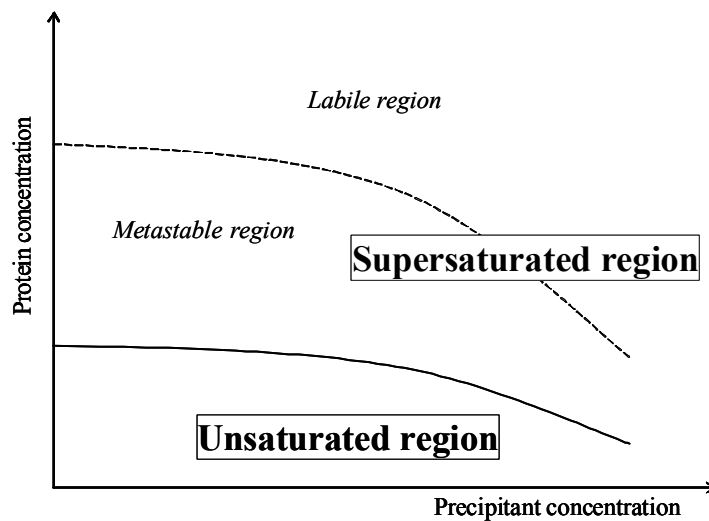 Labile region
Metastable region
Supersaturated region
Unsaturated region
Protein concentration
Precipitant concentration